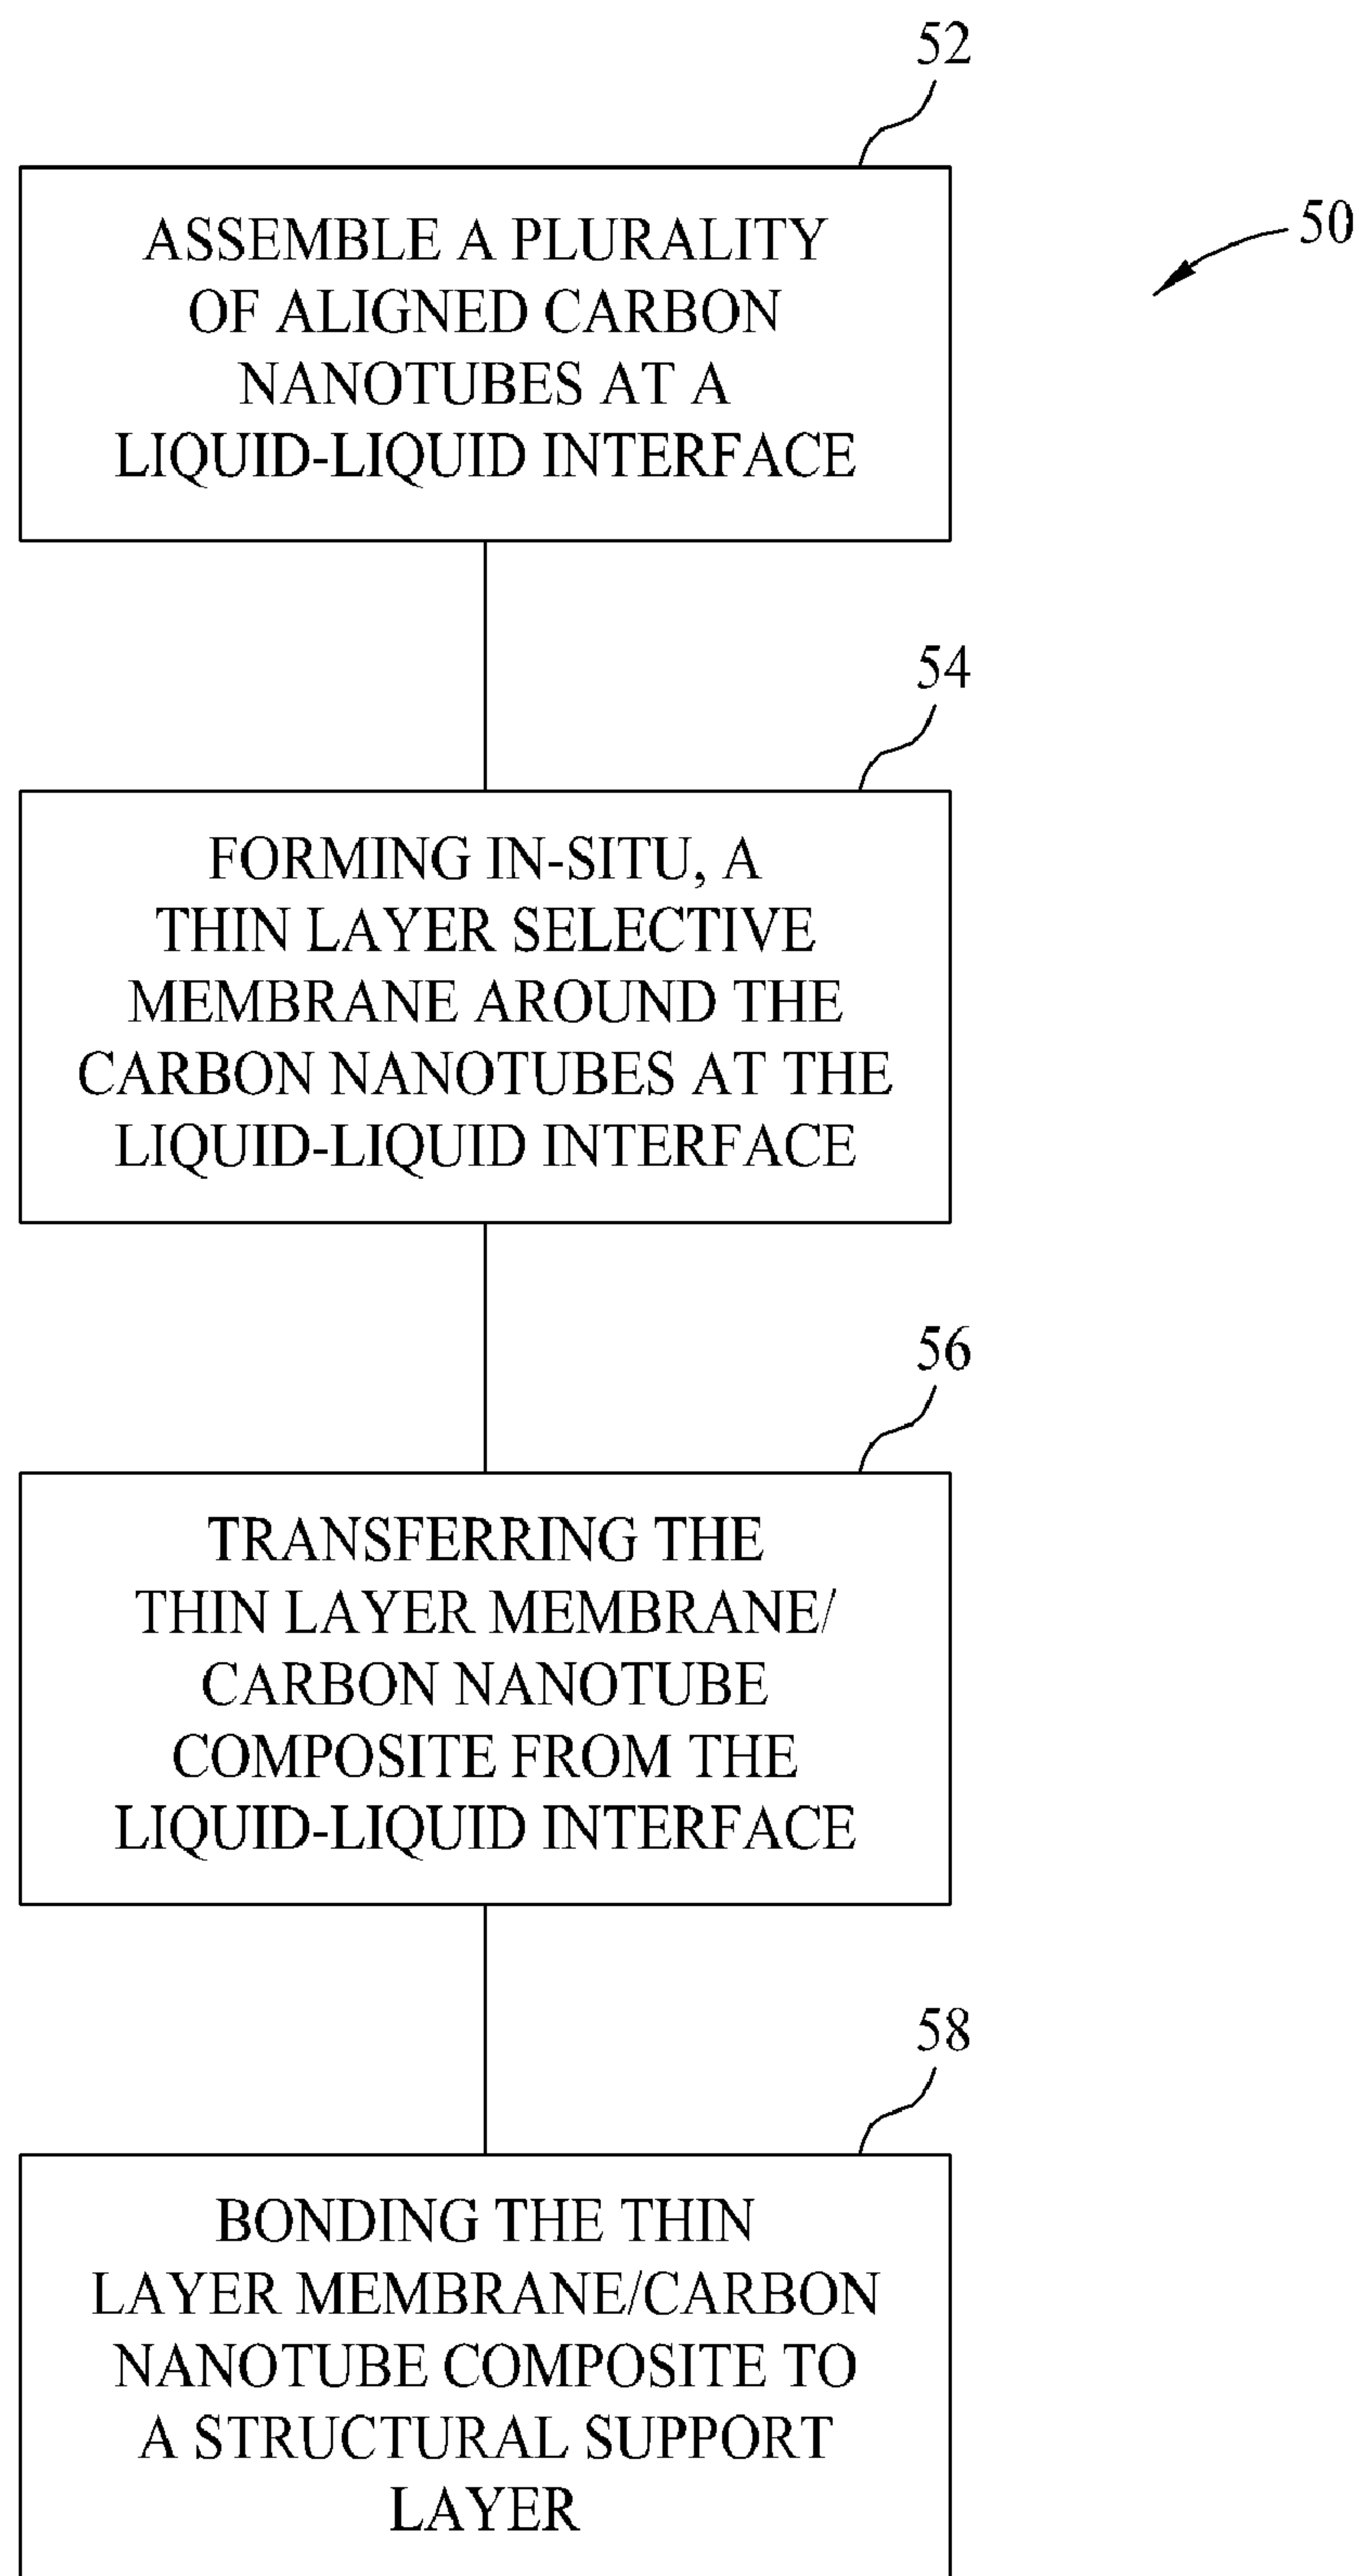 52
50
ASSEMBLE A PLURALITY
OF ALIGNED CARBON
NANOTUBES AT A
LIQUID-LIQUID INTERFACE
54
FORMING IN-SITU, A
THIN LAYER SELECTIVE
MEMBRANE AROUND THE
CARBON NANOTUBES AT THE
LIQUID-LIQUID INTERFACE
56
TRANSFERRING THE
THIN LAYER MEMBRANE/
CARBON NANOTUBE
COMPOSITE FROM THE
LIQUID-LIQUID INTERFACE
58
BONDING THE THIN
LAYER MEMBRANE/CARBON
NANOTUBE COMPOSITE TO
A STRUCTURAL SUPPORT
LAYER